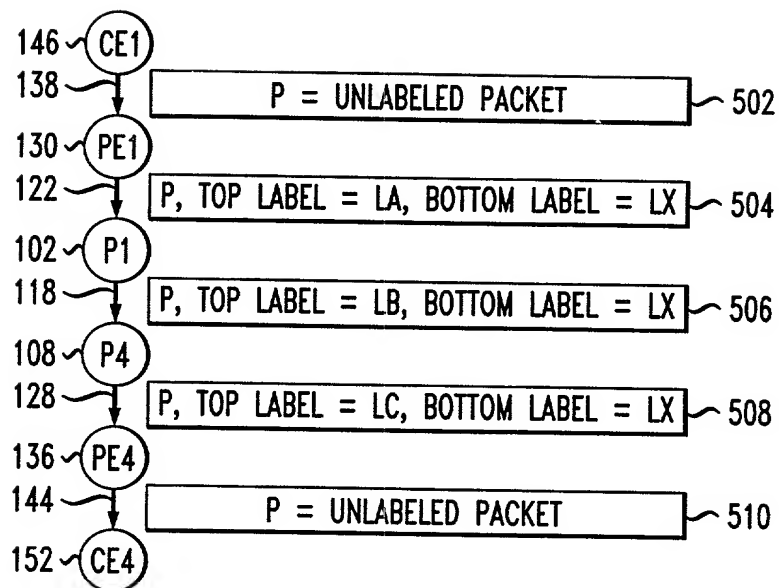 146 CE1
138 P = UNLABELED PACKET 502
130 PE1
122 P, TOP LABEL = LA, BOTTOM LABEL = LX 504
102 P1
118 P, TOP LABEL = LB, BOTTOM LABEL = LX 506
108 P4
128 P, TOP LABEL = LC, BOTTOM LABEL = LX 508
136 PE4
144 P = UNLABELED PACKET 510
152 CE4